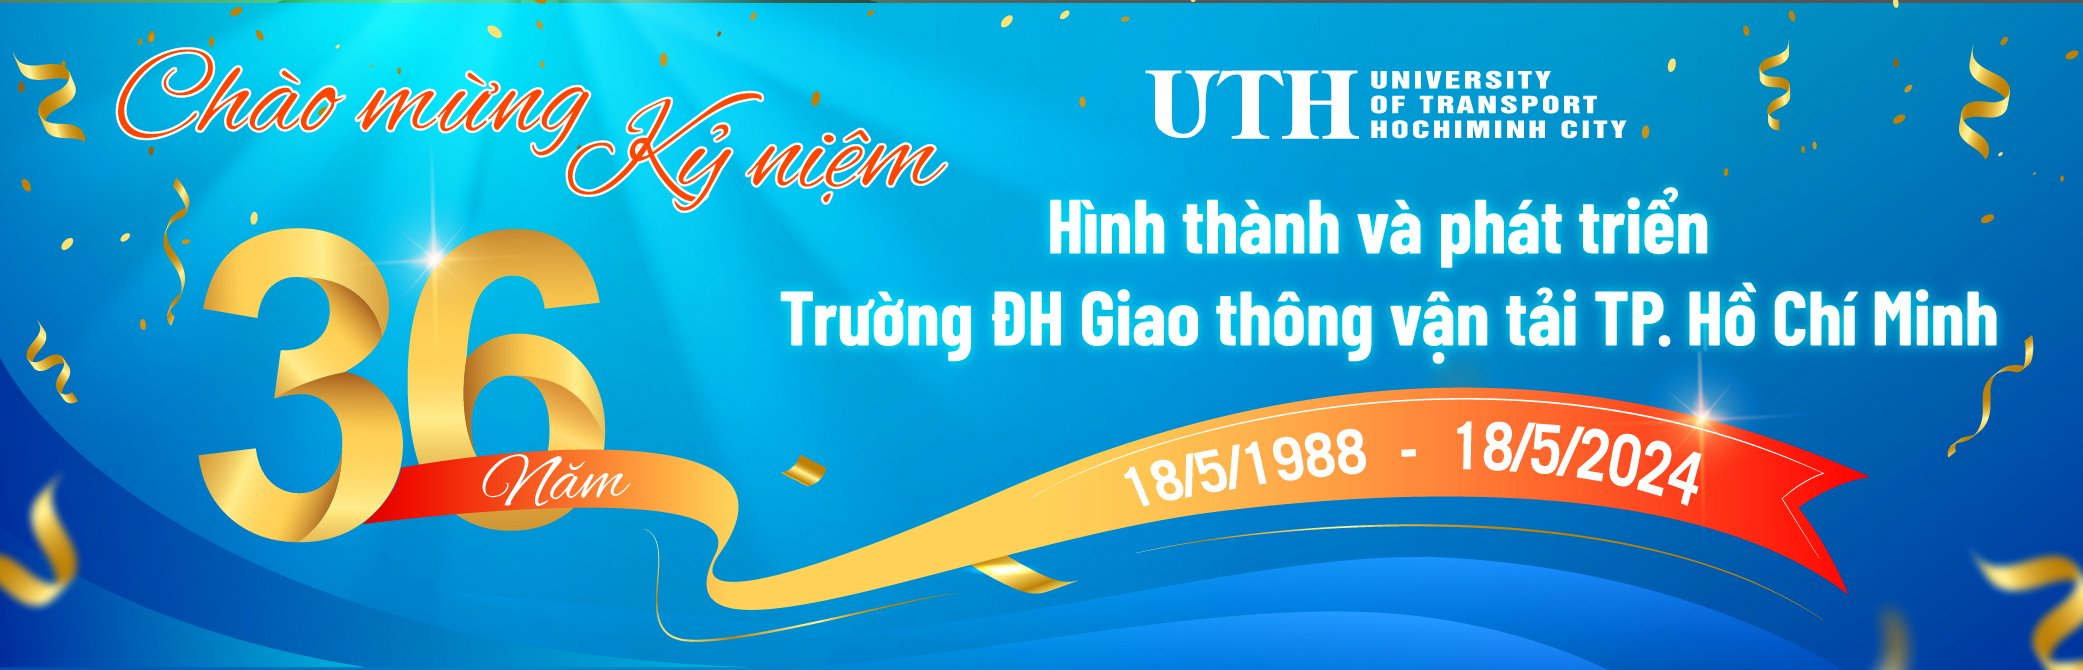 Chào mừng
Kỷ niệm
36
Năm
UTH
UNIVERSITY
OF TRANSPORT
HOCHIMINH CITY
Hình thành và phát triển
Trường ĐH Giao thông vận tải TP. Hồ Chí Minh
18/5/1988 - 18/5/2024